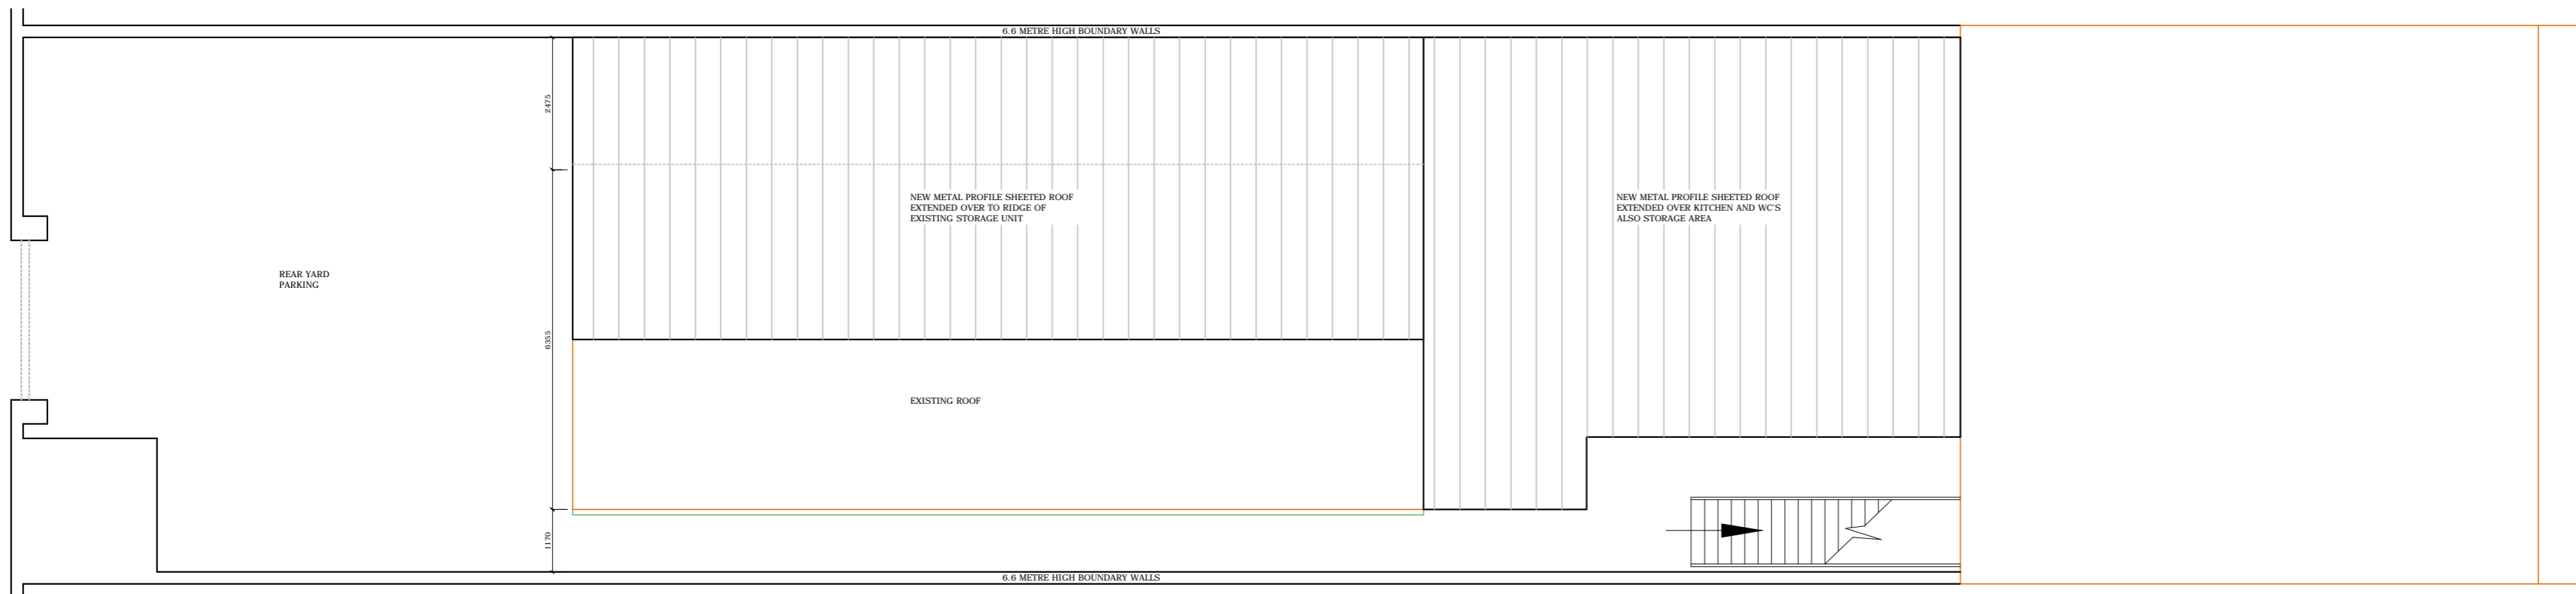 6.6 METRE HIGH BOUNDARY WALLS
2475
NEW METAL PROFILE SHEETED ROOF
EXTENDED OVER TO RIDGE OF
EXISTING STORAGE UNIT
NEW METAL PROFILE SHEETED ROOF
EXTENDED OVER KITCHEN AND WC'S
ALSO STORAGE AREA
REAR YARD
PARKING
6355
EXISTING ROOF
1170
6.6 METRE HIGH BOUNDARY WALLS